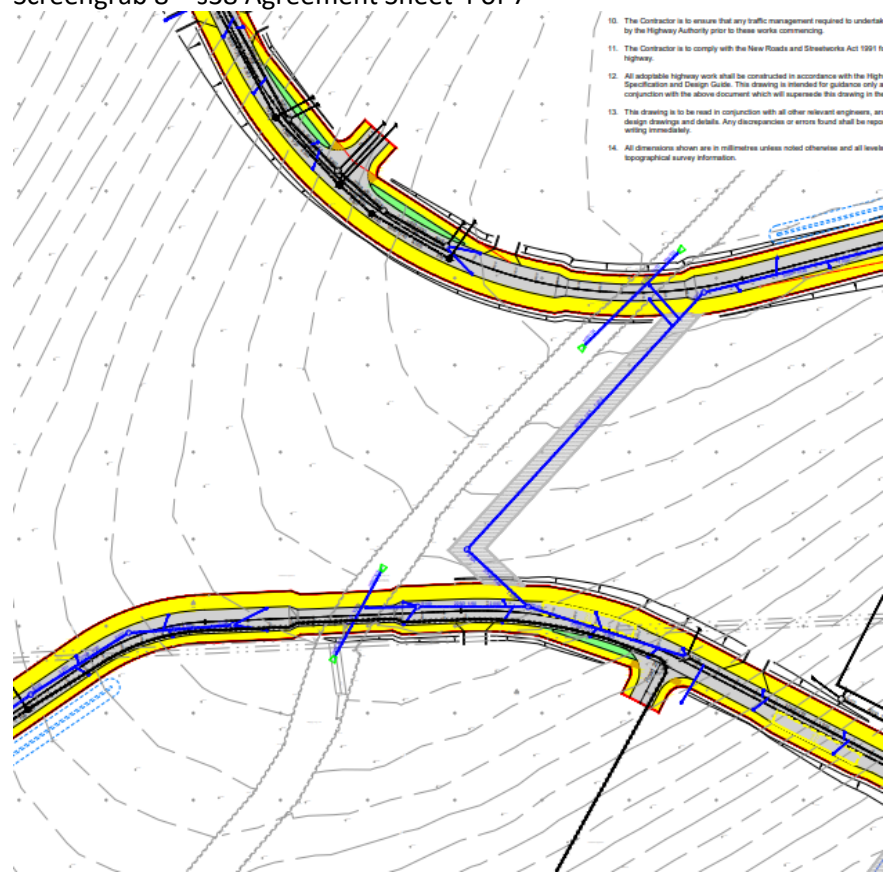 Screengrab 8 – s38 Agreement Sheet 4 of 7
10. The Contractor is to ensure that any traffic management required to undertak
by the Highway Authority prior to these works commencing.
11. The Contractor is to comply with the New Roads and Streetworks Act 1991 fo
highway.
12. All adoptable highway work shall be constructed in accordance with the High
Specification and Design Guide. This drawing is intended for guidance only a
conjunction with the above document which will supersede this drawing in the
13. This drawing is to be read in conjunction with all other relevant engineers, arc
design drawings and details. Any discrepancies or errors found shall be repo
writing immediately.
14. All dimensions shown are in millimetres unless noted otherwise and all levels
topographical survey information.